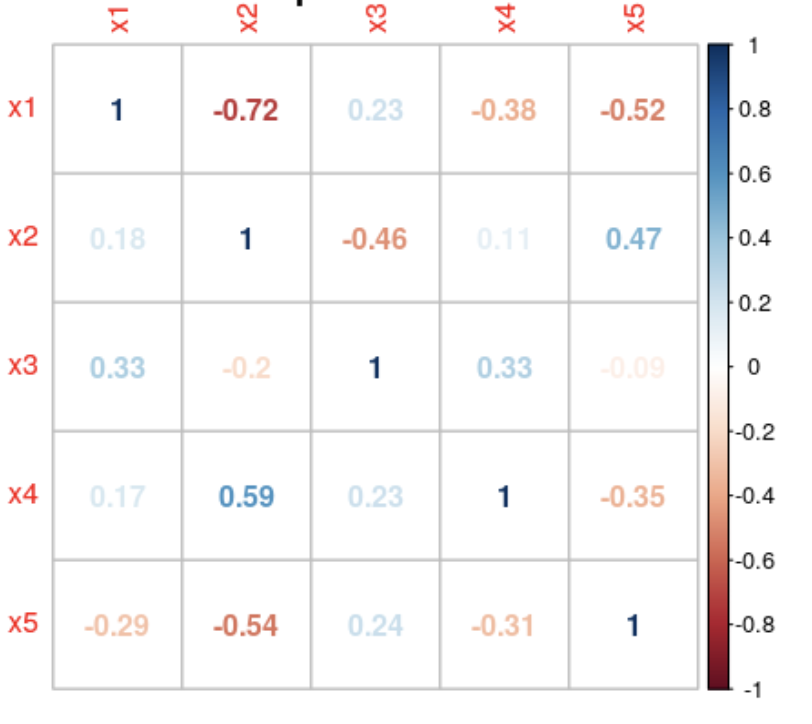 x1 x2 x3 x4 x5
x1 1 -0.72 0.23 -0.38 -0.52
x2 0.18 1 -0.46 0.11 0.47
x3 0.33 -0.2 1 0.33 -0.09
x4 0.17 0.59 0.23 1 -0.35
x5 -0.29 -0.54 0.24 -0.31 1
1
0.8
0.6
0.4
0.2
0
-0.2
-0.4
-0.6
-0.8
-1